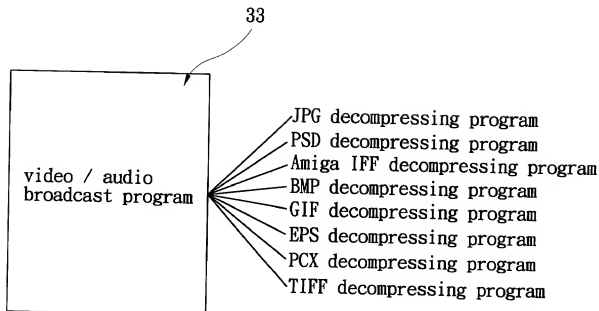 33
JPG decompressing program
PSD decompressing program
Amiga IFF decompressing program
BMP decompressing program
GIF decompressing program
EPS decompressing program
PCX decompressing program
TIFF decompressing program
video / audio
broadcast program